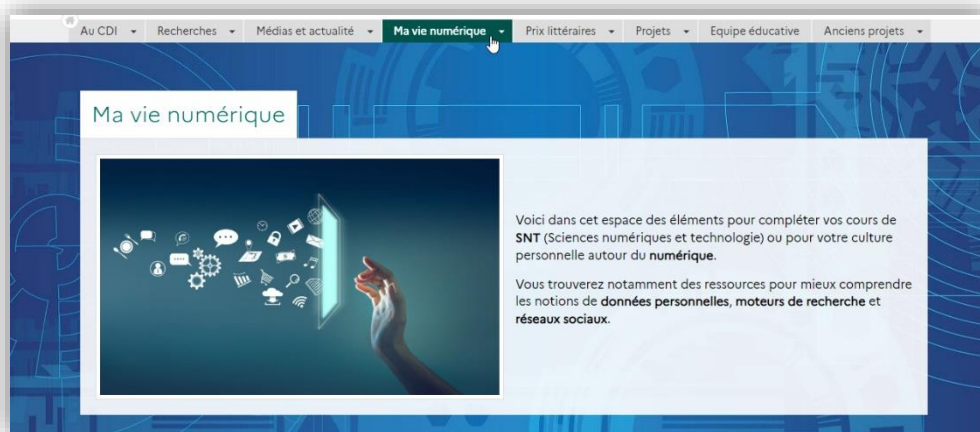 Au CDI Recherches Médias et actualité Ma vie numérique Prix littéraires Projets Equipe éducative Anciens projets
Ma vie numérique
Voici dans cet espace des éléments pour compléter vos cours de
SNT (Sciences numériques et technologie) ou pour votre culture
personnelle autour du numérique.
Vous trouverez notamment des ressources pour mieux comprendre
les notions de données personnelles, moteurs de recherche et
réseaux sociaux.